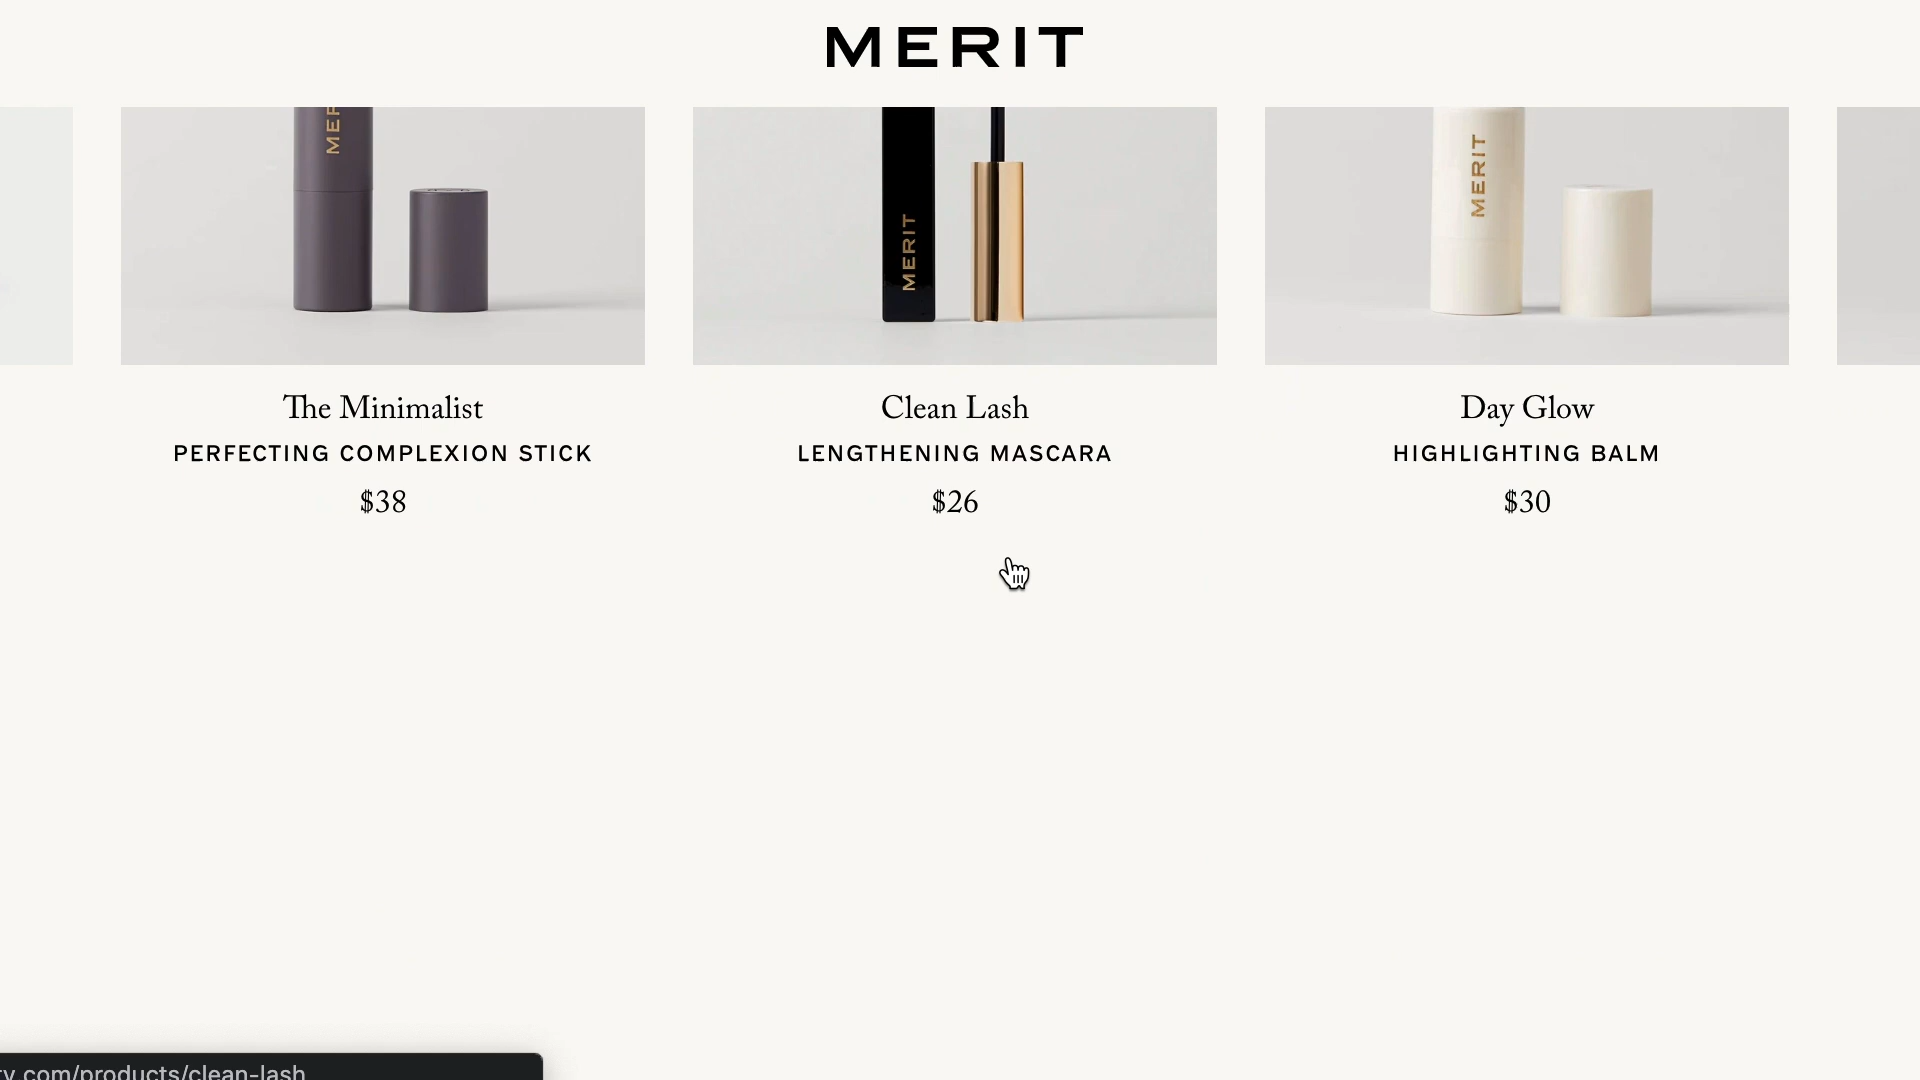 MERIT
MER
MERIT
MERIT
The Minimalist
PERFECTING COMPLEXION STICK
$38
Clean Lash
LENGTHENING MASCARA
$26
Day Glow
HIGHLIGHTING BALM
$30
ty.com/products/clean-lash